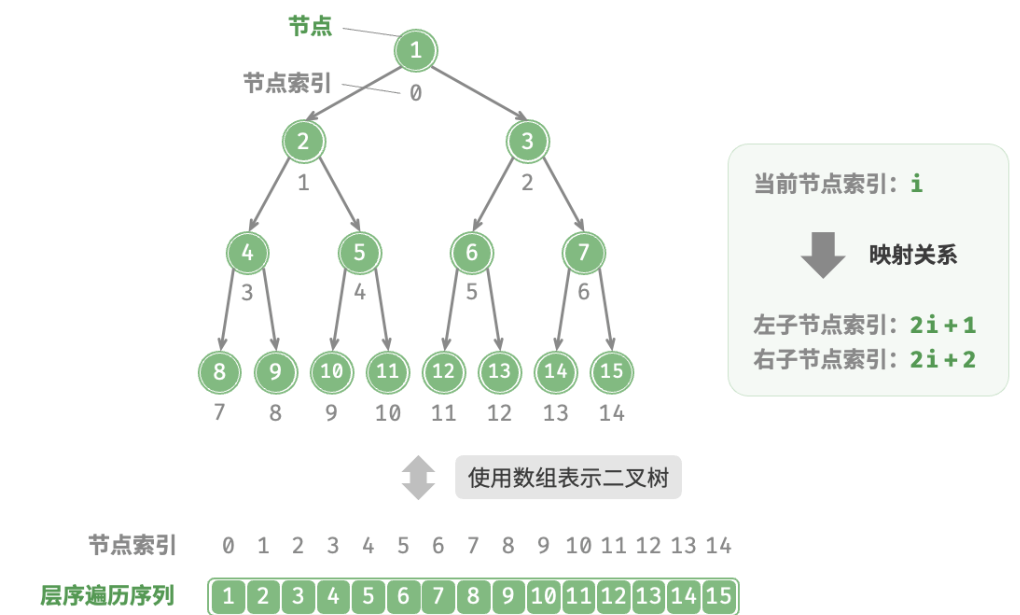 节点
1
节点索引
0
2
3
1
2
当前节点索引：i
映射关系
4
5
6
7
3
4
5
6
左子节点索引：2i + 1
右子节点索引：2i + 2
8 9 10 11 12 13 14 15
7 8 9 10 11 12 13 14
使用数组表示二叉树
节点索引 0 1 2 3 4 5 6 7 8 9 10 11 12 13 14
层序遍历序列 1 2 3 4 5 6 7 8 9 10 11 12 13 14 15